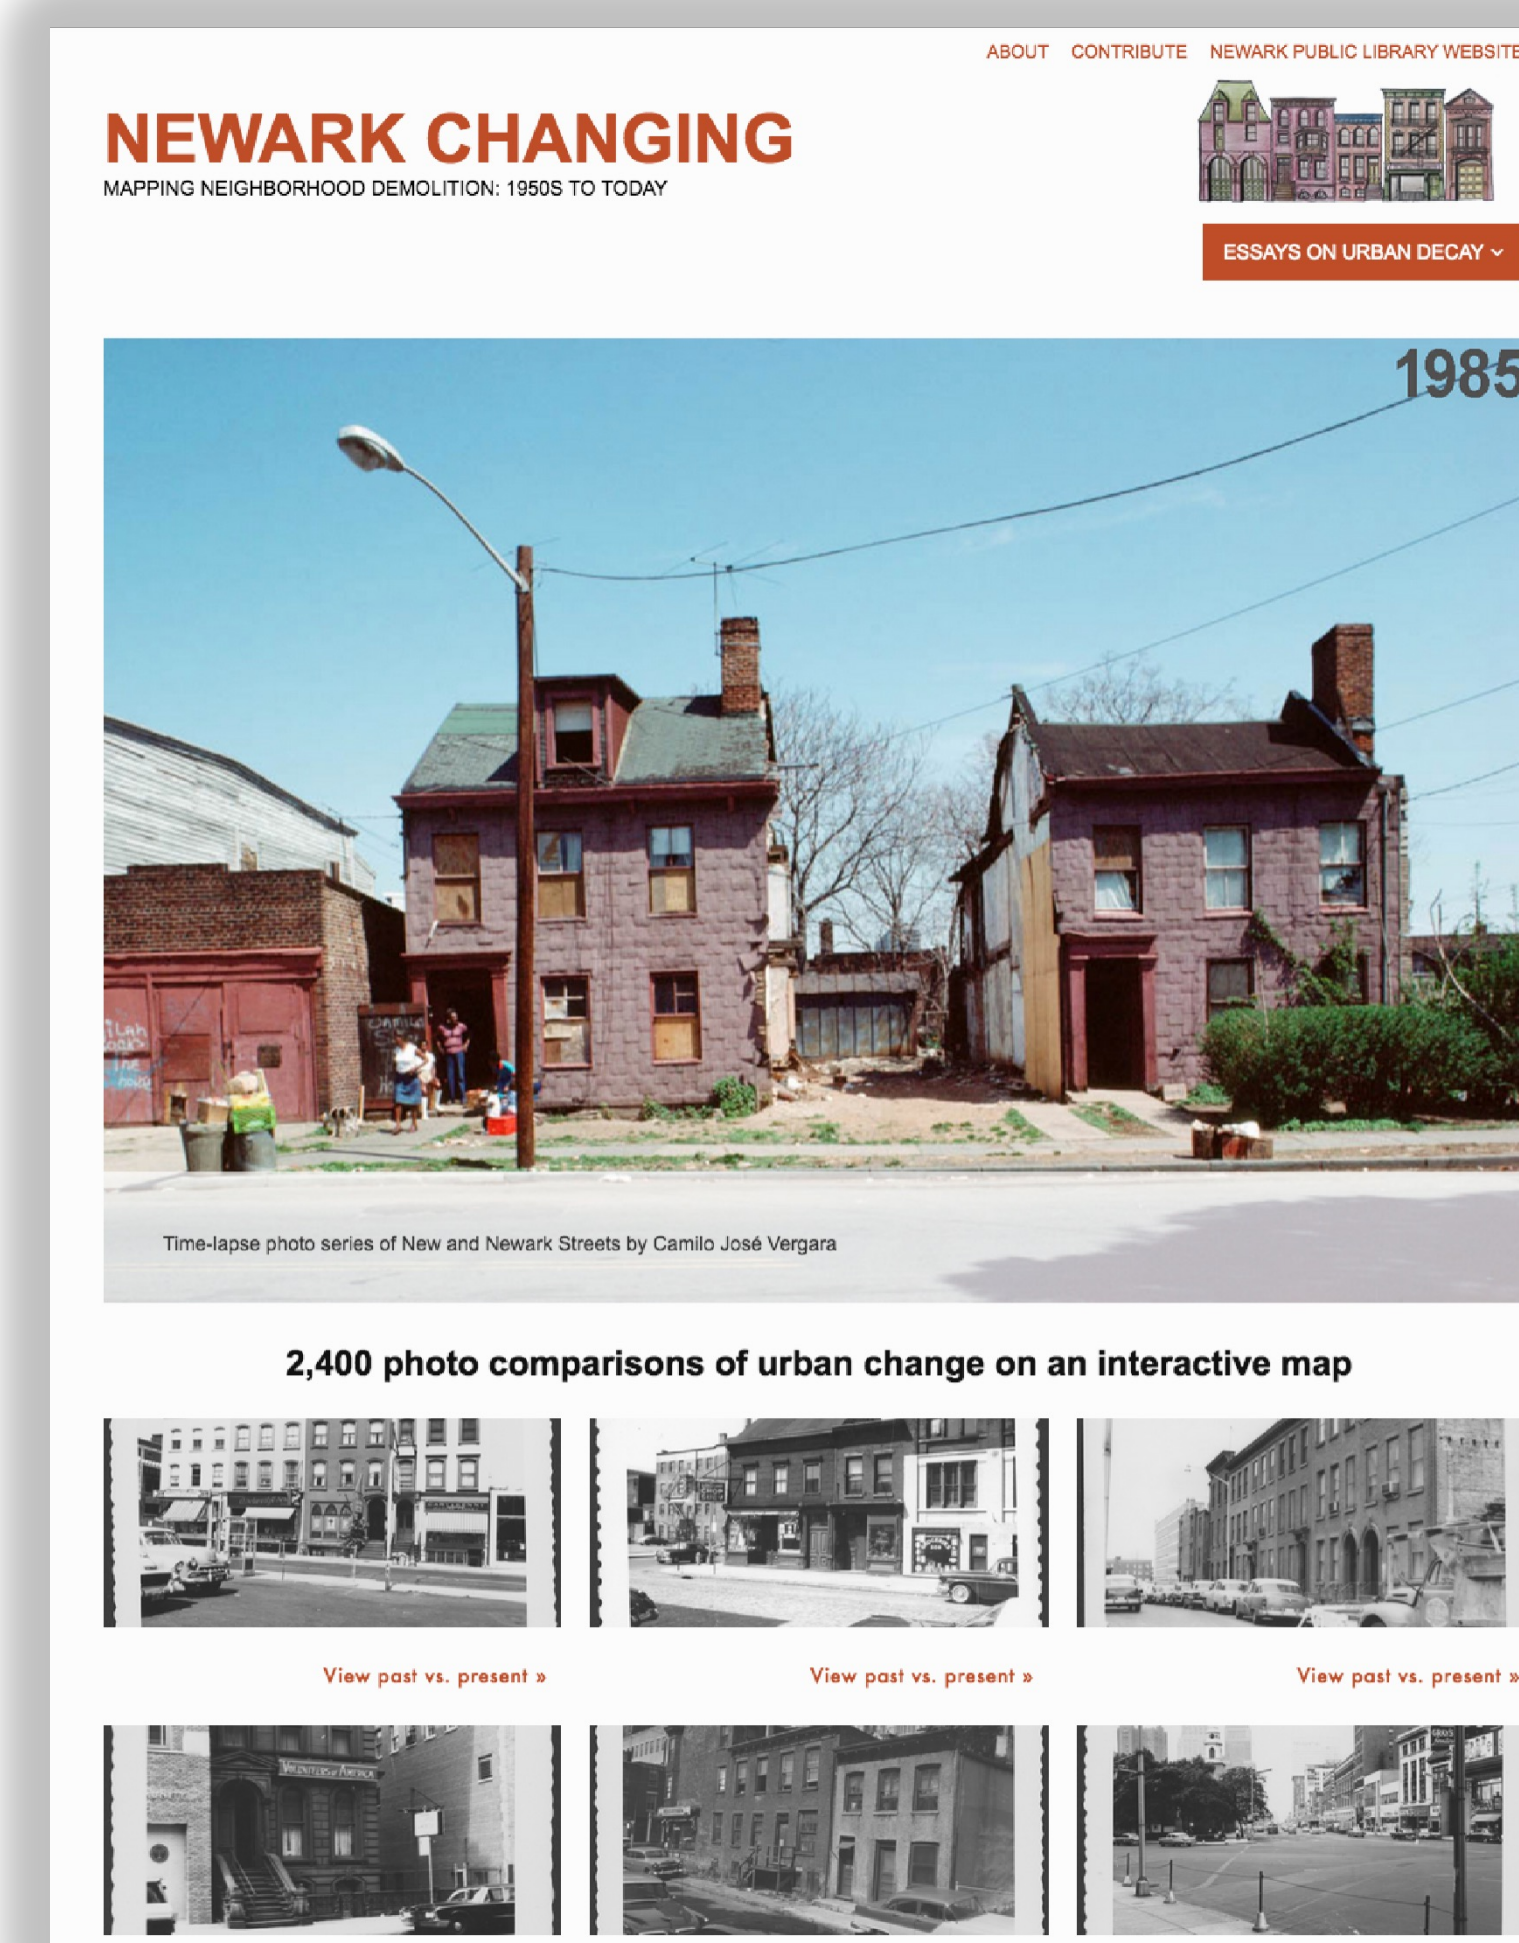 ABOUT CONTRIBUTE NEWARK PUBLIC LIBRARY WEBSITE
NEWARK CHANGING
MAPPING NEIGHBORHOOD DEMOLITION: 1950S TO TODAY
ESSAYS ON URBAN DECAY
1985
Time-lapse photo series of New and Newark Streets by Camilo José Vergara
2,400 photo comparisons of urban change on an interactive map
View past vs. present »
View past vs. present »
View past vs. present »
VOLUNTEERS of AMERICA